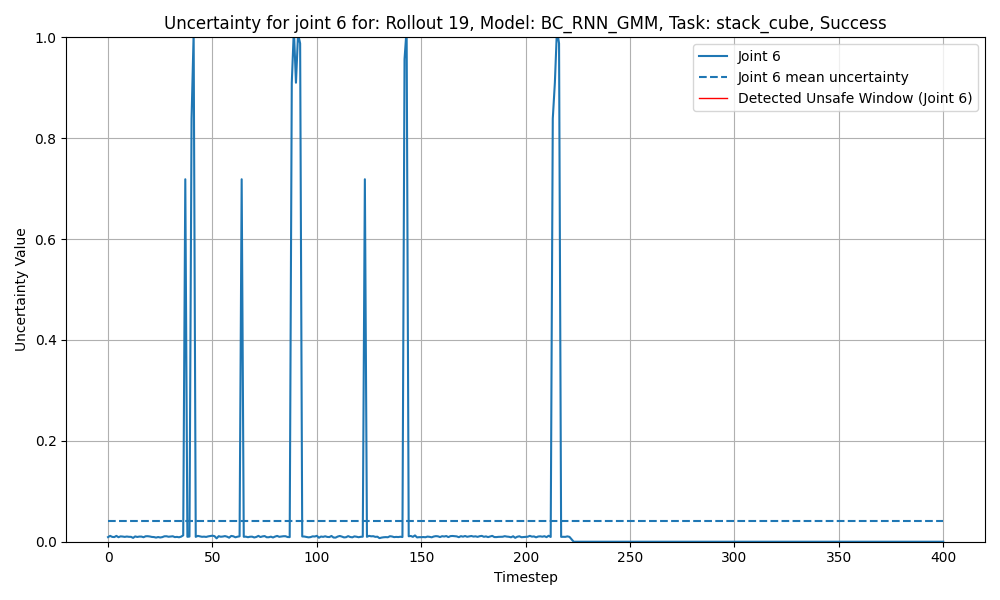 Uncertainty for joint 6 for: Rollout 19, Model: BC_RNN_GMM, Task: stack_cube, Success
Joint 6
Joint 6 mean uncertainty
Detected Unsafe Window (Joint 6)
Uncertainty Value
1.0
0.8
0.6
0.4
0.2
0.0
0 50 100 150 200 250 300 350 400
Timestep